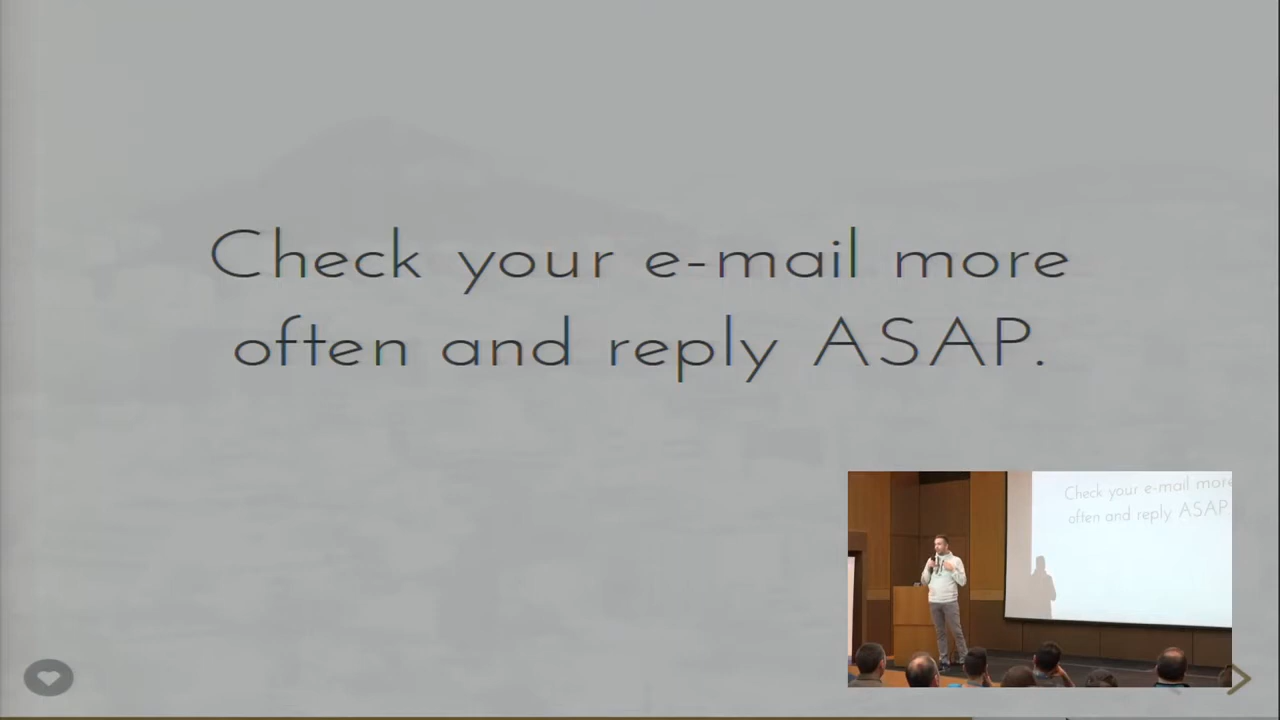 Check your e-mail more
often and reply ASAP.
Check your e-mail more
often and reply ASAP